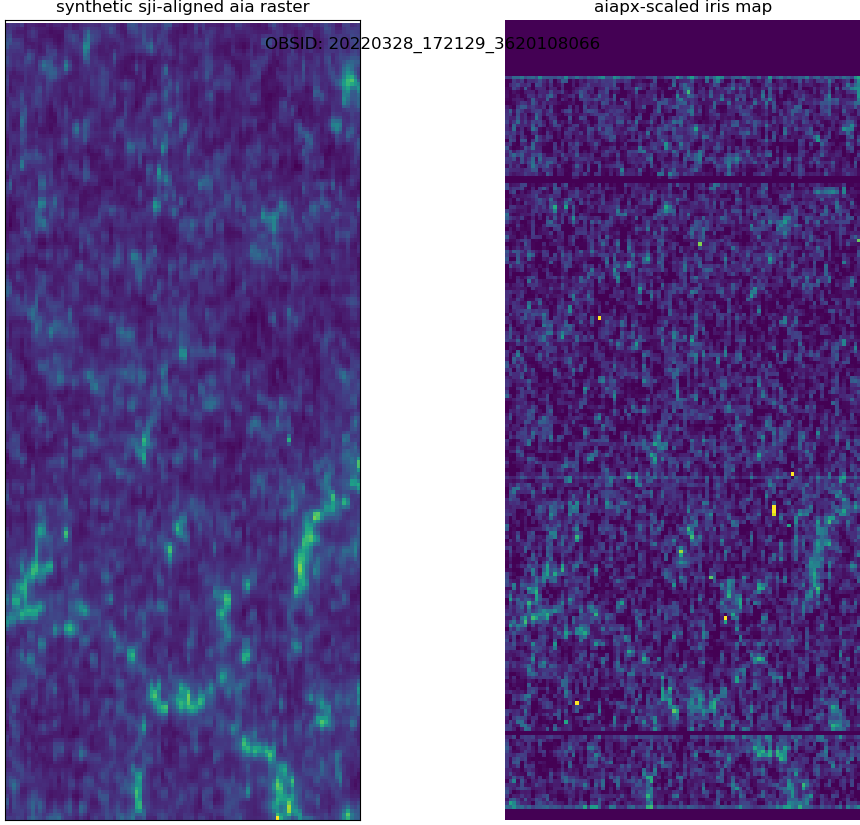 synthetic sji-aligned aia raster
aiapx-scaled iris map
OBSID: 20220328_172129_3620108066